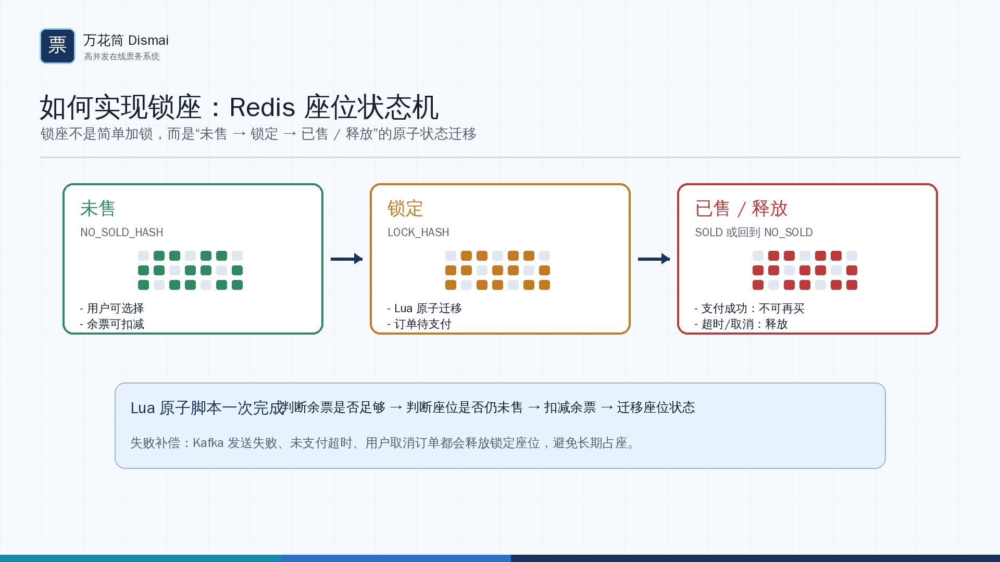 票
万花筒 Dismai
高并发在线票务系统
如何实现锁座：Redis 座位状态机
锁座不是简单加锁，而是“未售 → 锁定 → 已售 / 释放”的原子状态迁移
未售
NO_SOLD_HASH
- 用户可选择
- 余票可扣减
锁定
LOCK_HASH
- Lua 原子迁移
- 订单待支付
已售 / 释放
SOLD 或回到 NO_SOLD
- 支付成功：不可再买
- 超时/取消：释放
Lua 原子脚本一次完成判断余票是否足够 → 判断座位是否仍未售 → 扣减余票 → 迁移座位状态
失败补偿：Kafka 发送失败、未支付超时、用户取消订单都会释放锁定座位，避免长期占座。